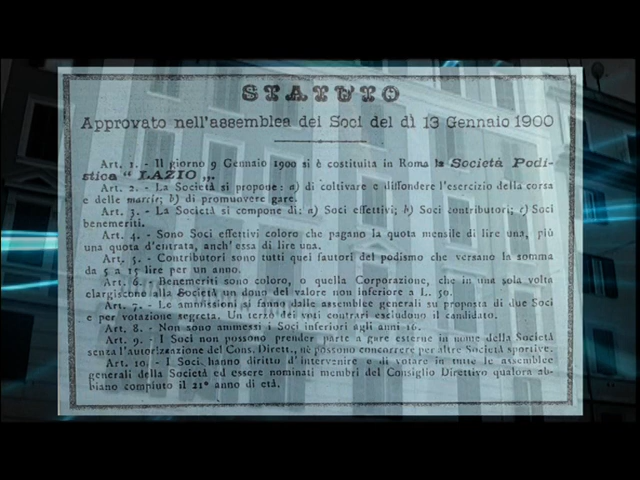 STATUTO
Approvato nell'assemblea dei Soci del dì 13 Gennaio 1900
Art. 1. - Il giorno 9 Gennaio 1900 si è costituita in Roma la Società Podi-
stica "LAZIO„.
Art. 2. - La Società si propone: a) di coltivare e diffondere l'esercizio della corsa
e delle marcie; b) di promuovere gare.
Art. 3. - La Società si compone di: a) Soci effettivi; b) Soci contributori; c) Soci
benemeriti.
Art. 4. - Sono Soci effettivi coloro che pagano la quota mensile di lire una, più
una quota d'entrata, anch'essa di lire una.
Art. 5. - Contributori sono tutti quei fautori del podismo che versano la somma
da 5 a 15 lire per un anno.
Art. 6. - Benemeriti sono coloro, o quella Corporazione, che in una sola volta
elargiscono alla Società un dono del valore non inferiore a L. 50.
Art. 7. - Le ammissioni si fanno dalle assemblee generali su proposta di due Soci
e per votazione segreta. Un terzo dei voti contrari escludono il candidato.
Art. 8. - Non sono ammessi i Soci inferiori agli anni 16.
Art. 9. - I Soci non possono prender parte a gare esterne in nome della Società
senza l'autorizzazione del Cons. Dirett., nè possono concorrere per altre Società sportive.
Art. 10. - I Soci hanno diritto d'intervenire e di votare in tutte le assemblee
generali della Società ed essere nominati membri del Consiglio Direttivo qualora ab-
biano compiuto il 21° anno di età.